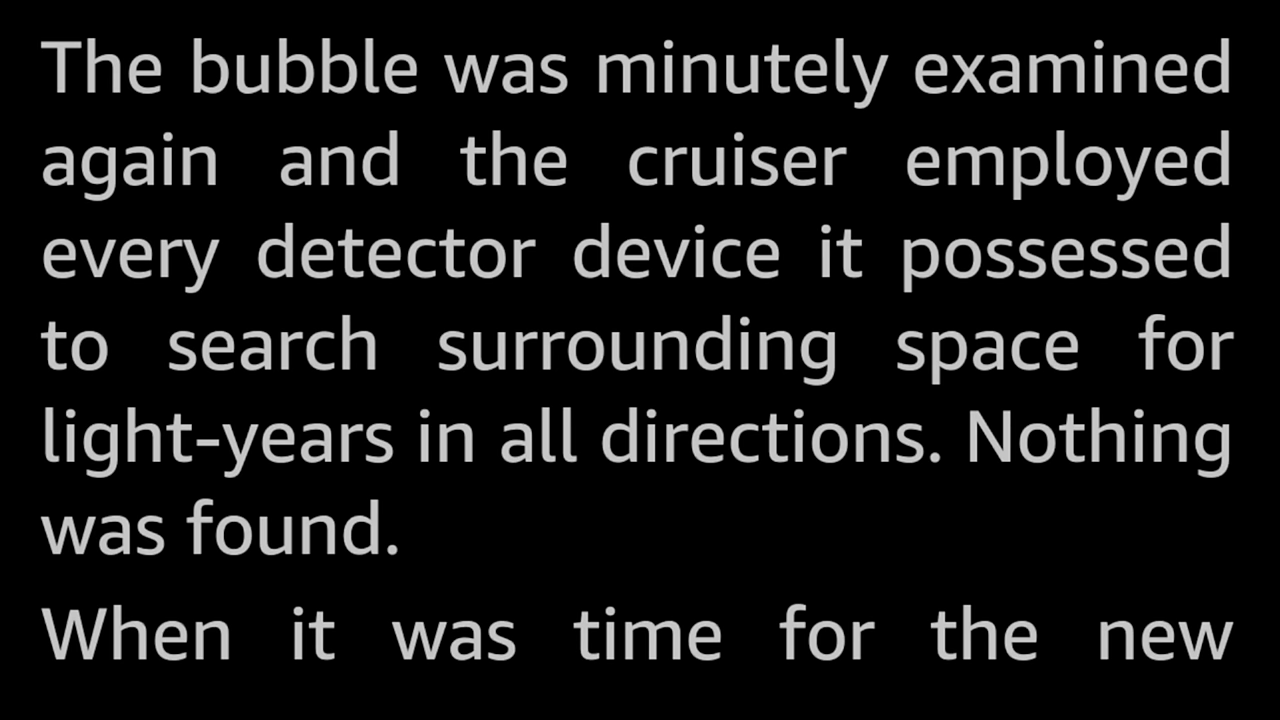 The bubble was minutely examined
again and the cruiser employed
every detector device it possessed
to search surrounding space for
light-years in all directions. Nothing
was found.
When it was time for the new